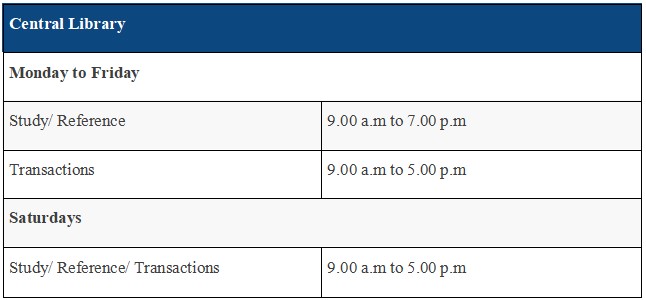 Central Library
Monday to Friday
Study/ Reference 9.00 a.m to 7.00 p.m
Transactions 9.00 a.m to 5.00 p.m
Saturdays
Study/ Reference/ Transactions 9.00 a.m to 5.00 p.m